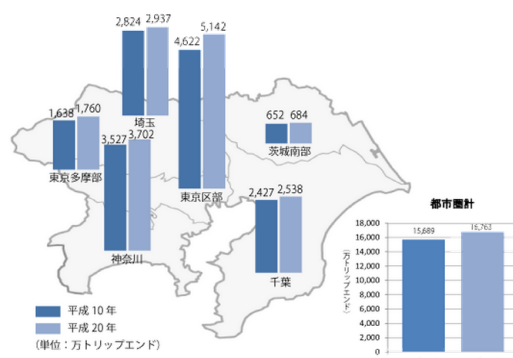 2,824 2,937
4,622 5,142
埼玉
1,638 1,760
3,527 3,702
652 684
茨城南部
東京多摩部
東京区部
2,427 2,538
神奈川
千葉
平成 10 年
平成 20 年
(単位：万トリップエンド)
都市圏計
(万トリップエンド)
18,000
16,000
14,000
12,000
10,000
8,000
6,000
4,000
2,000
0
15,689 16,763